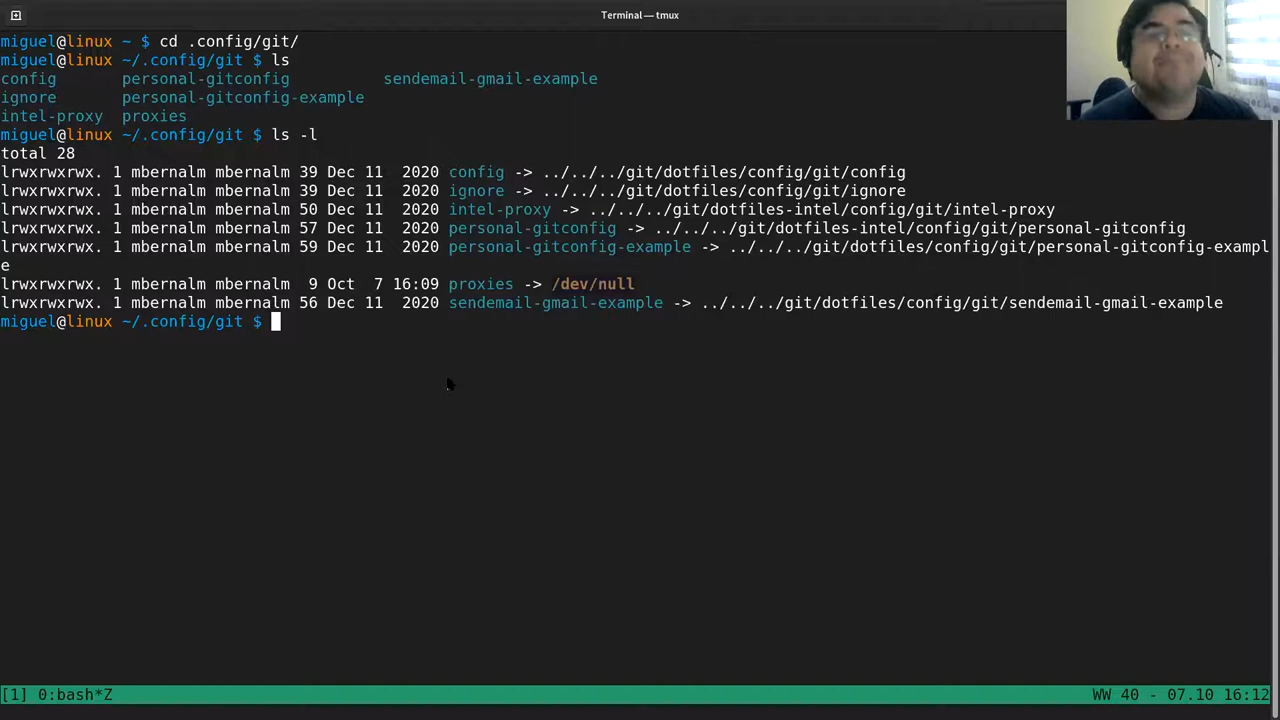 Terminal — tmux
miguel@linux ~ $ cd .config/git/
miguel@linux ~/.config/git $ ls
config personal-gitconfig sendemail-gmail-example
ignore personal-gitconfig-example
intel-proxy proxies
miguel@linux ~/.config/git $ ls -l
total 28
lrwxrwxrwx. 1 mbernalm mbernalm 39 Dec 11  2020 config -> ../../../git/dotfiles/config/git/config
lrwxrwxrwx. 1 mbernalm mbernalm 39 Dec 11  2020 ignore -> ../../../git/dotfiles/config/git/ignore
lrwxrwxrwx. 1 mbernalm mbernalm 50 Dec 11  2020 intel-proxy -> ../../../git/dotfiles-intel/config/git/intel-proxy
lrwxrwxrwx. 1 mbernalm mbernalm 57 Dec 11  2020 personal-gitconfig -> ../../../git/dotfiles-intel/config/git/personal-gitconfig
lrwxrwxrwx. 1 mbernalm mbernalm 59 Dec 11  2020 personal-gitconfig-example -> ../../../git/dotfiles/config/git/personal-gitconfig-exampl
e
lrwxrwxrwx. 1 mbernalm mbernalm  9 Oct  7 16:09 proxies -> /dev/null
lrwxrwxrwx. 1 mbernalm mbernalm 56 Dec 11  2020 sendemail-gmail-example -> ../../../git/dotfiles/config/git/sendemail-gmail-example
miguel@linux ~/.config/git $
[1] 0:bash*Z WW 40 - 07.10 16:12